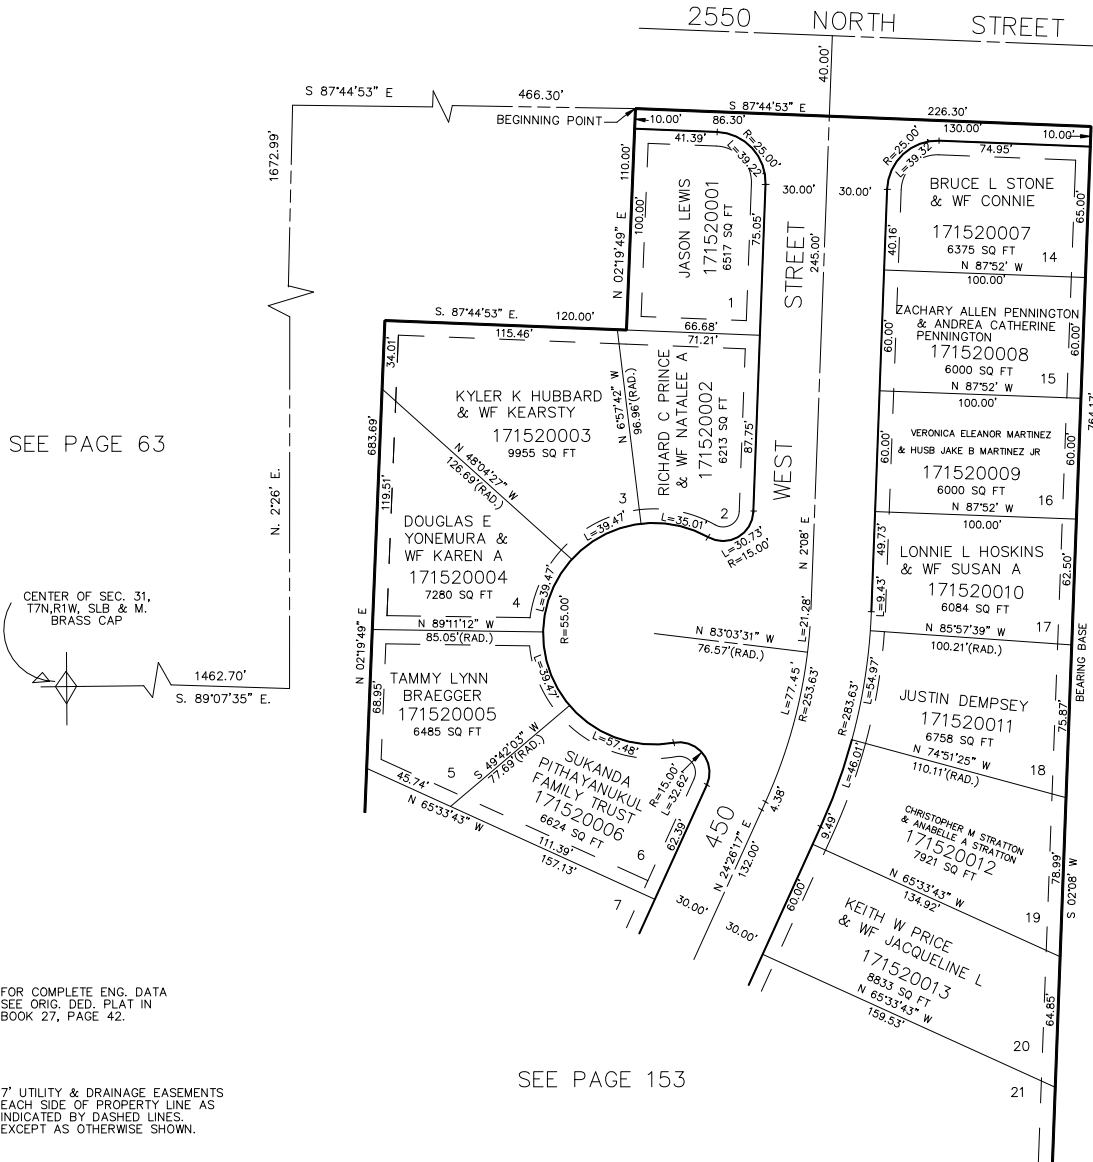 2550 NORTH STREET
40.00'
S 87°44'53" E
466.30'
S 87°44'53" E
226.30'
BEGINNING POINT
10.00'
86.30'
130.00'
10.00'
41.39'
R=25.00'
L=39.22'
R=25.00'
L=39.32'
74.95'
1672.99'
110.00'
100.00'
N 02°19'49" E
JASON LEWIS
171520001
6517 SQ FT
75.05'
1
30.00'
30.00'
BRUCE L STONE
& WF CONNIE
171520007
6375 SQ FT
14
40.16'
65.00'
N 87°52' W
100.00'
245.00'
STREET
S. 87°44'53" E.
120.00'
115.46'
66.68'
71.21'
34.01'
ZACHARY ALLEN PENNINGTON
& ANDREA CATHERINE
PENNINGTON
171520008
6000 SQ FT
15
60.00'
60.00'
N 87°52' W
100.00'
KYLER K HUBBARD
& WF KEARSTY
171520003
9955 SQ FT
3
N 6°57'42" W
96.96'(RAD.)
RICHARD C PRINCE
& WF NATALEE A
171520002
6213 SQ FT
87.75'
2
764.17'
SEE PAGE 63
683.69'
N 48°04'27" W
126.69'(RAD.)
WEST
VERONICA ELEANOR MARTINEZ
& HUSB JAKE B MARTINEZ JR
171520009
6000 SQ FT
16
60.00'
60.00'
N 87°52' W
100.00'
N. 2°26' E.
119.51'
L=39.47'
L=35.01'
L=30.73'
R=15.00'
DOUGLAS E
YONEMURA &
WF KAREN A
171520004
7280 SQ FT
4
L=39.47'
R=55.00'
N 2°08' E
49.73'
LONNIE L HOSKINS
& WF SUSAN A
171520010
6084 SQ FT
17
62.50'
L=9.43'
CENTER OF SEC. 31,
T7N,R1W, SLB & M.
BRASS CAP
N 89°11'12" W
85.05'(RAD.)
N 83°03'31" W
76.57'(RAD.)
L=21.28'
N 85°57'39" W
100.21'(RAD.)
N 02°19'49" E
BEARING BASE
1462.70'
S. 89°07'35" E.
TAMMY LYNN
BRAEGGER
171520005
6485 SQ FT
5
68.95'
L=39.47'
L=77.45'
R=253.63'
R=283.63'
L=54.97'
JUSTIN DEMPSEY
171520011
6758 SQ FT
18
75.87'
N 74°51'25" W
110.11'(RAD.)
S 49°42'03" W
77.69'(RAD.)
L=57.48'
R=15.00'
L=32.62'
L=46.01'
45.74'
N 65°33'43" W
SUKANDA
PITHAYANUKUL
FAMILY TRUST
171520006
6624 SQ FT
6
111.39'
157.13'
62.39'
450
4.38'
N 24°26'17" E
132.00'
9.49'
CHRISTOPHER M STRATTON
& ANABELLE A STRATTON
171520012
7921 SQ FT
19
78.99'
S 02°08' W
N 65°33'43" W
134.92'
7
30.00'
30.00'
60.00'
KEITH W PRICE
& WF JACQUELINE L
171520013
8833 SQ FT
N 65°33'43" W
159.53'
64.85'
20
21
FOR COMPLETE ENG. DATA
SEE ORIG. DED. PLAT IN
BOOK 27, PAGE 42.
SEE PAGE 153
7' UTILITY & DRAINAGE EASEMENTS
EACH SIDE OF PROPERTY LINE AS
INDICATED BY DASHED LINES.
EXCEPT AS OTHERWISE SHOWN.